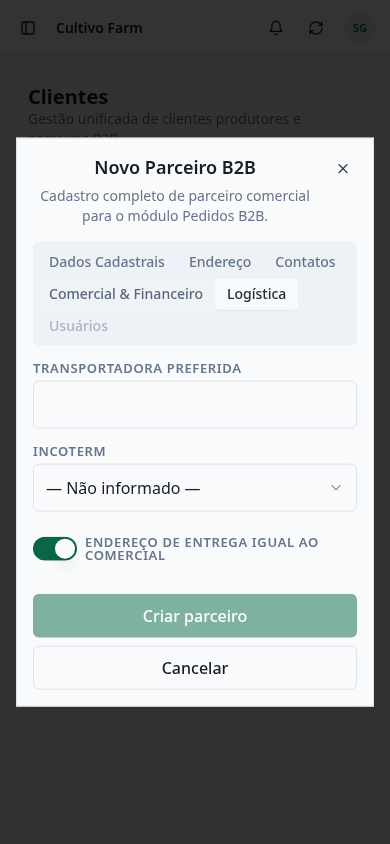 Cultivo Farm
SG
Clientes
Gestão unificada de clientes produtores e
parceiros B2B
Novo Parceiro B2B
Cadastro completo de parceiro comercial
para o módulo Pedidos B2B.
Dados Cadastrais Endereço Contatos
Comercial & Financeiro Logística
Usuários
TRANSPORTADORA PREFERIDA
INCOTERM
— Não informado —
ENDEREÇO DE ENTREGA IGUAL AO
COMERCIAL
Criar parceiro
Cancelar